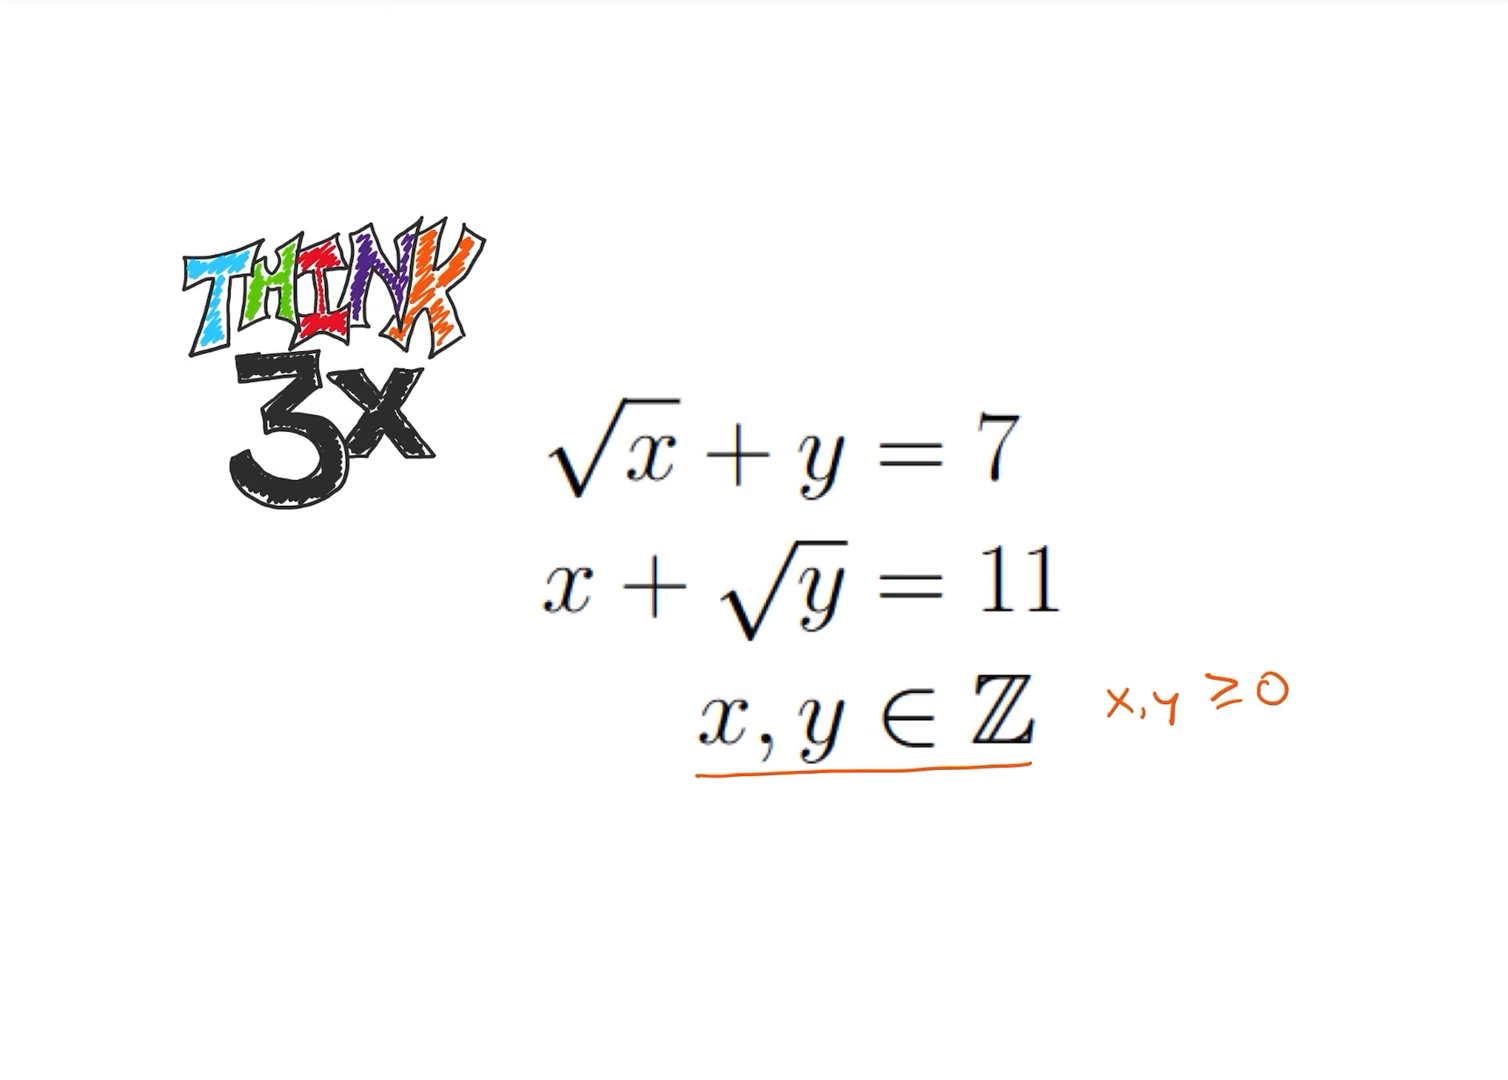 THINK
3x
√x + y = 7
x + √y = 11
x, y ∈ ℤ x, y ≥ 0